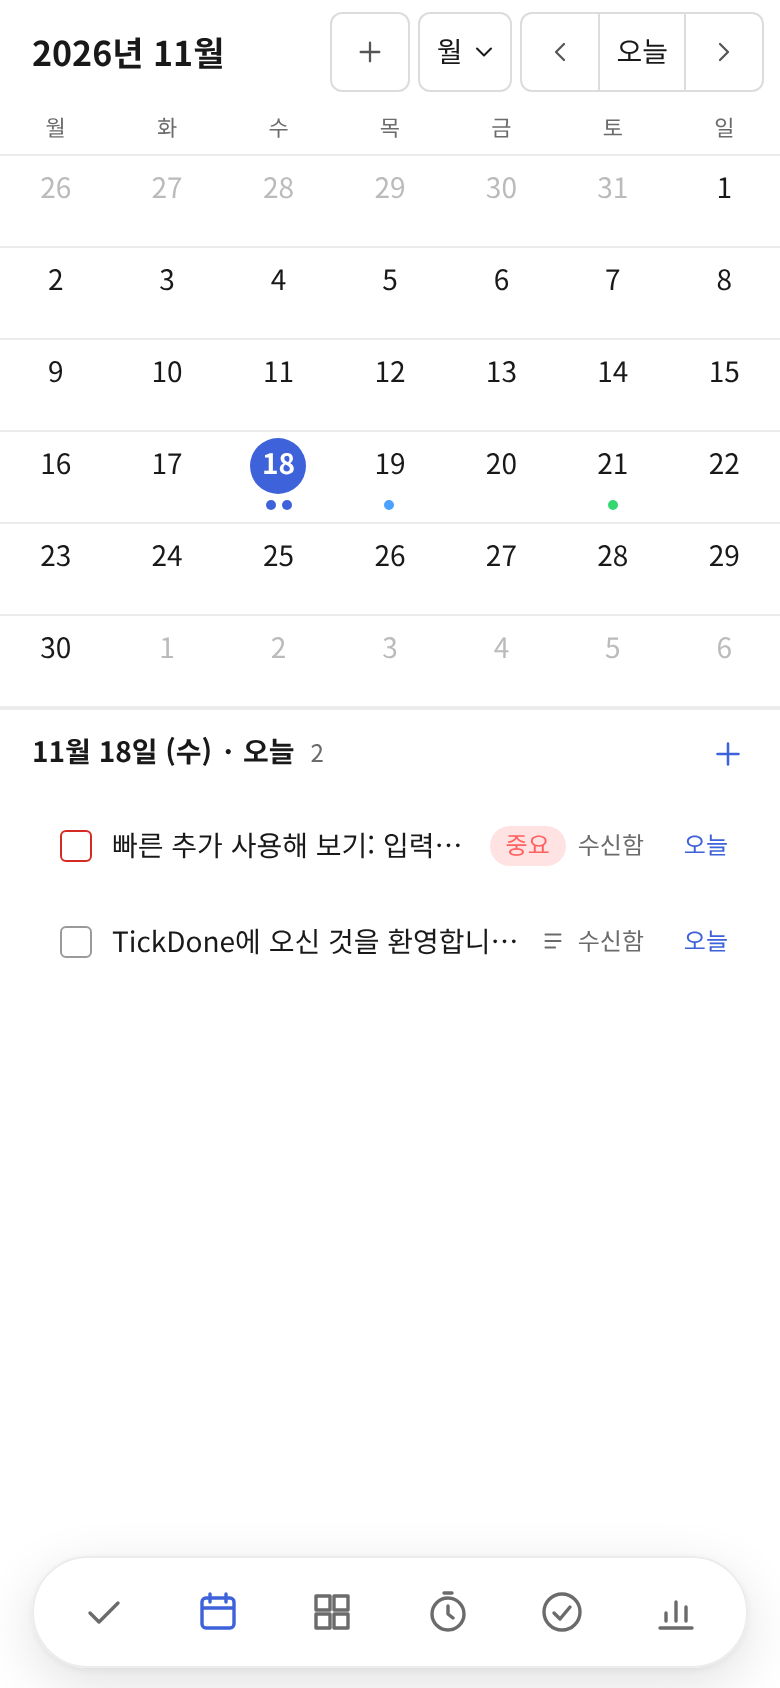 2026년 11월
월
오늘
월 화 수 목 금 토 일
26 27 28 29 30 31 1
2 3 4 5 6 7 8
9 10 11 12 13 14 15
16 17 18 19 20 21 22
23 24 25 26 27 28 29
30 1 2 3 4 5 6
11월 18일 (수) · 오늘 2
빠른 추가 사용해 보기: 입력… 중요 수신함 오늘
TickDone에 오신 것을 환영합니… 수신함 오늘